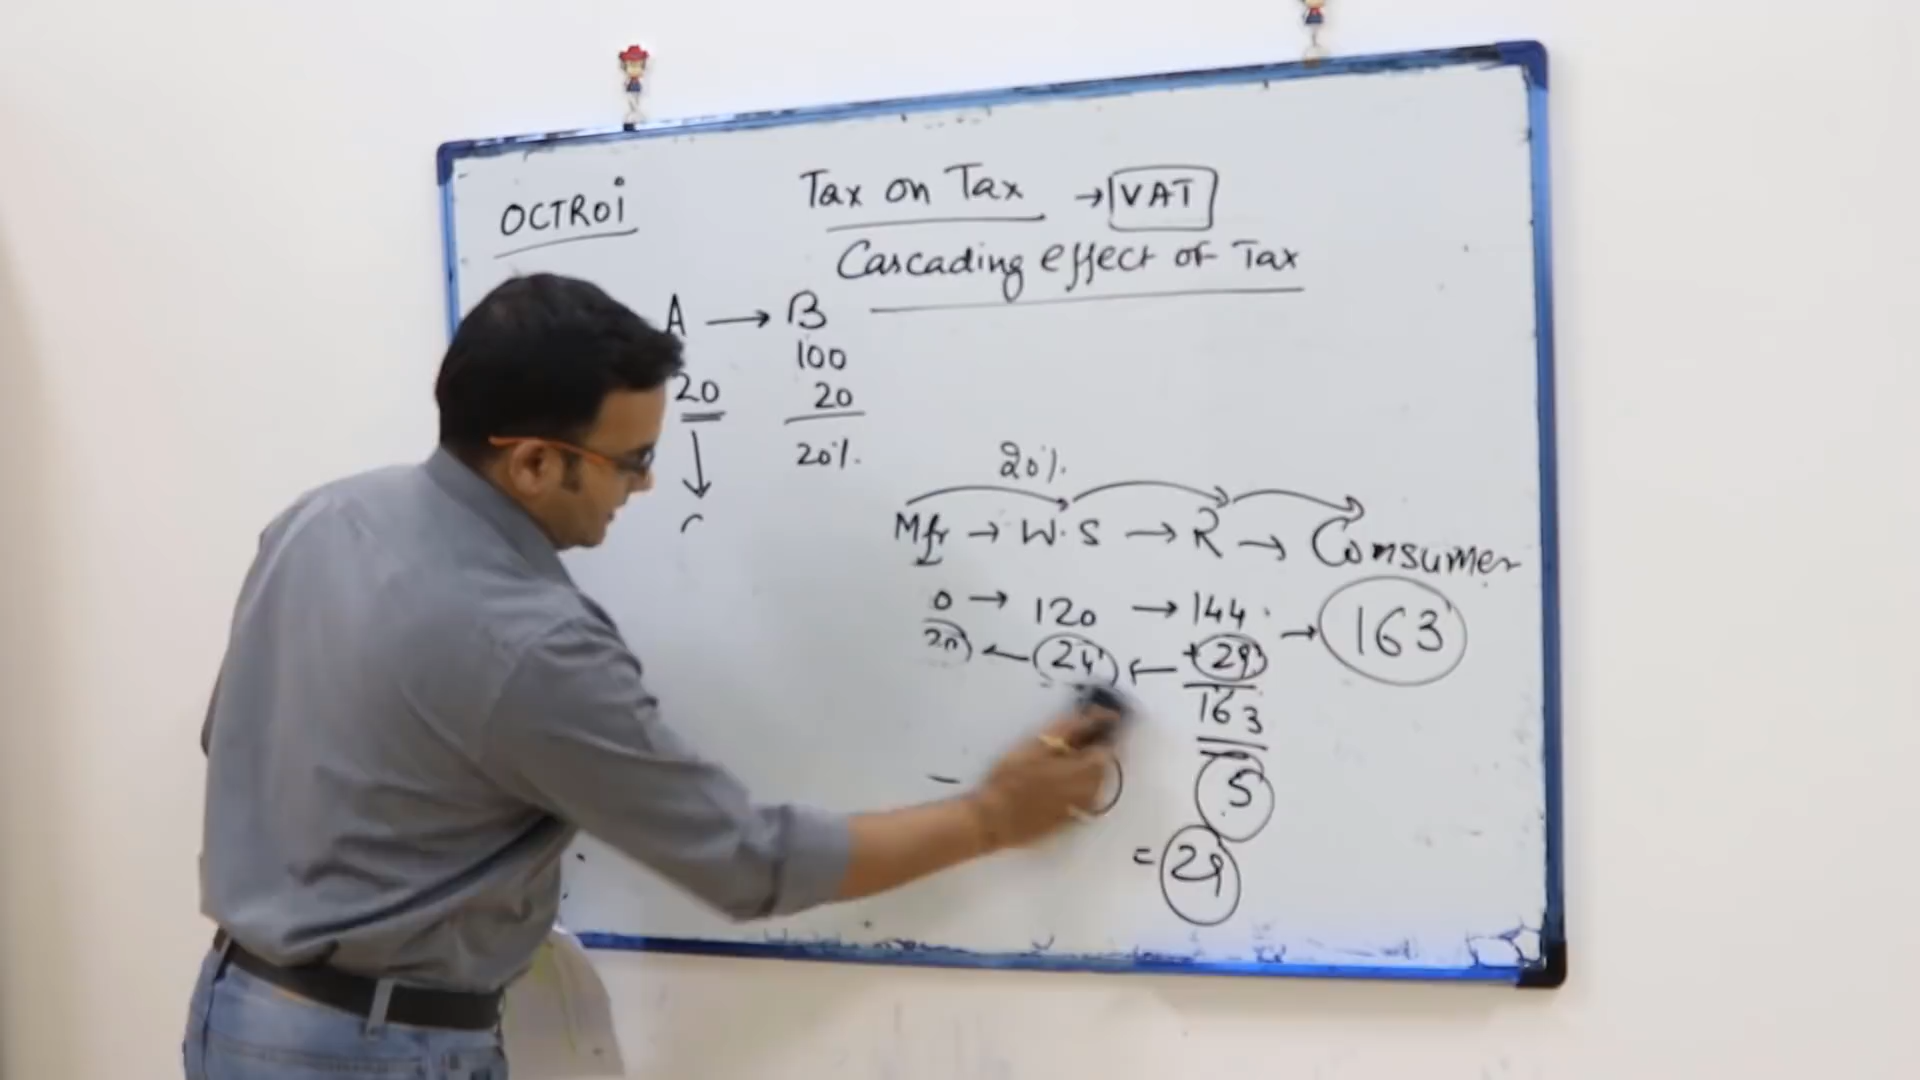 OCTROI
Tax on Tax → VAT
Cascading effect of Tax
A → B
100
20 20
20%.
20%.
Mfr → W.S → R → Consumer
0 → 120 → 144 → 163
20 ← 24 ← +29
163
5
= 29